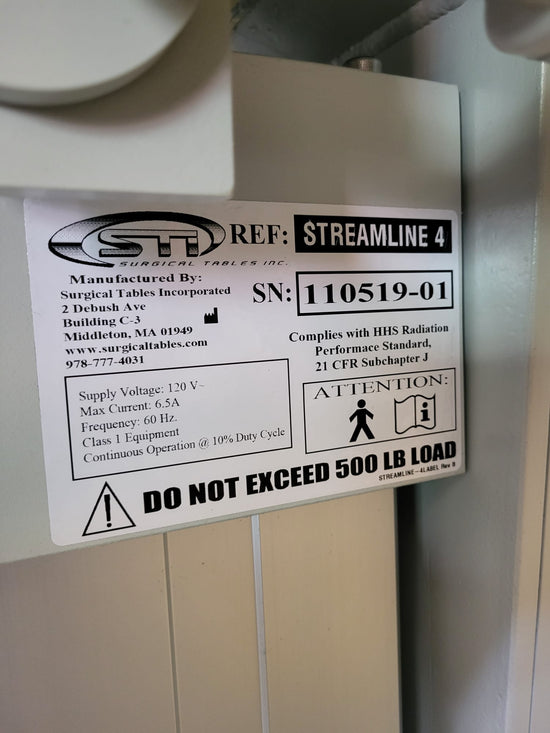 STI
SURGICAL TABLES INC.
REF: STREAMLINE 4
Manufactured By:
Surgical Tables Incorporated
2 Debush Ave
Building C-3
Middleton, MA 01949
www.surgicaltables.com
978-777-4031
SN: 110519-01
Complies with HHS Radiation
Performace Standard,
21 CFR Subchapter J
Supply Voltage: 120 V~
Max Current: 6.5A
Frequency: 60 Hz.
Class 1 Equipment
Continuous Operation @ 10% Duty Cycle
ATTENTION:
i
! DO NOT EXCEED 500 LB LOAD
STREAMLINE-4LABEL Rev B